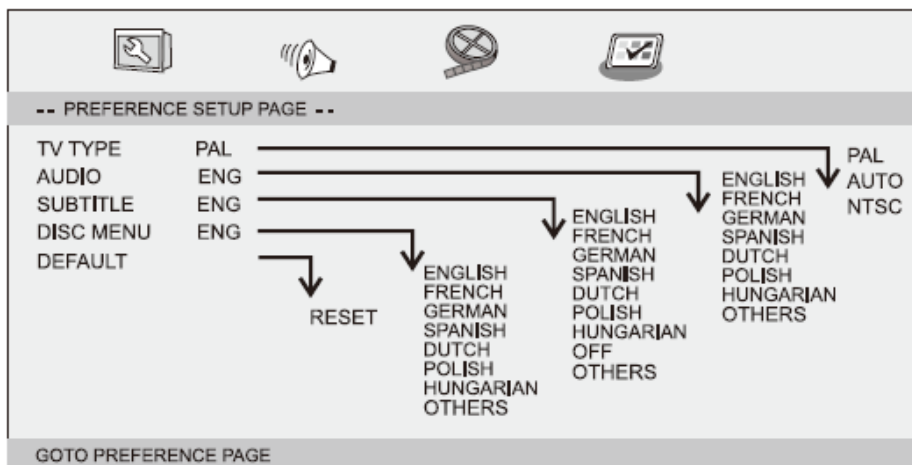 -- PREFERENCE SETUP PAGE --
TV TYPE PAL
AUDIO ENG
SUBTITLE ENG
DISC MENU ENG
DEFAULT
RESET
ENGLISH
FRENCH
GERMAN
SPANISH
DUTCH
POLISH
HUNGARIAN
OTHERS
ENGLISH
FRENCH
GERMAN
SPANISH
DUTCH
POLISH
HUNGARIAN
OFF
OTHERS
ENGLISH
FRENCH
GERMAN
SPANISH
DUTCH
POLISH
HUNGARIAN
OTHERS
PAL
AUTO
NTSC
GOTO PREFERENCE PAGE